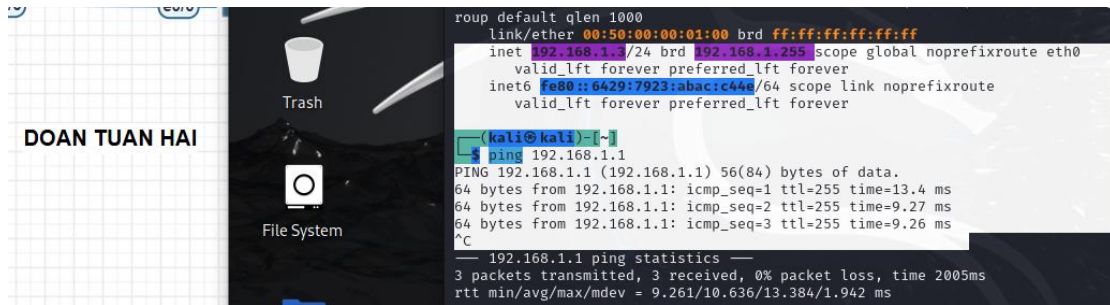 e0/0
DOAN TUAN HAI
Trash
File System
roup default qlen 1000
link/ether 00:50:00:00:01:00 brd ff:ff:ff:ff:ff:ff
inet 192.168.1.3/24 brd 192.168.1.255 scope global noprefixroute eth0
valid_lft forever preferred_lft forever
inet6 fe80::6429:7923:abac:c44e/64 scope link noprefixroute
valid_lft forever preferred_lft forever
┌──(kali㉿kali)-[~]
└─$ ping 192.168.1.1
PING 192.168.1.1 (192.168.1.1) 56(84) bytes of data.
64 bytes from 192.168.1.1: icmp_seq=1 ttl=255 time=13.4 ms
64 bytes from 192.168.1.1: icmp_seq=2 ttl=255 time=9.27 ms
64 bytes from 192.168.1.1: icmp_seq=3 ttl=255 time=9.26 ms
^C
--- 192.168.1.1 ping statistics ---
3 packets transmitted, 3 received, 0% packet loss, time 2005ms
rtt min/avg/max/mdev = 9.261/10.636/13.384/1.942 ms